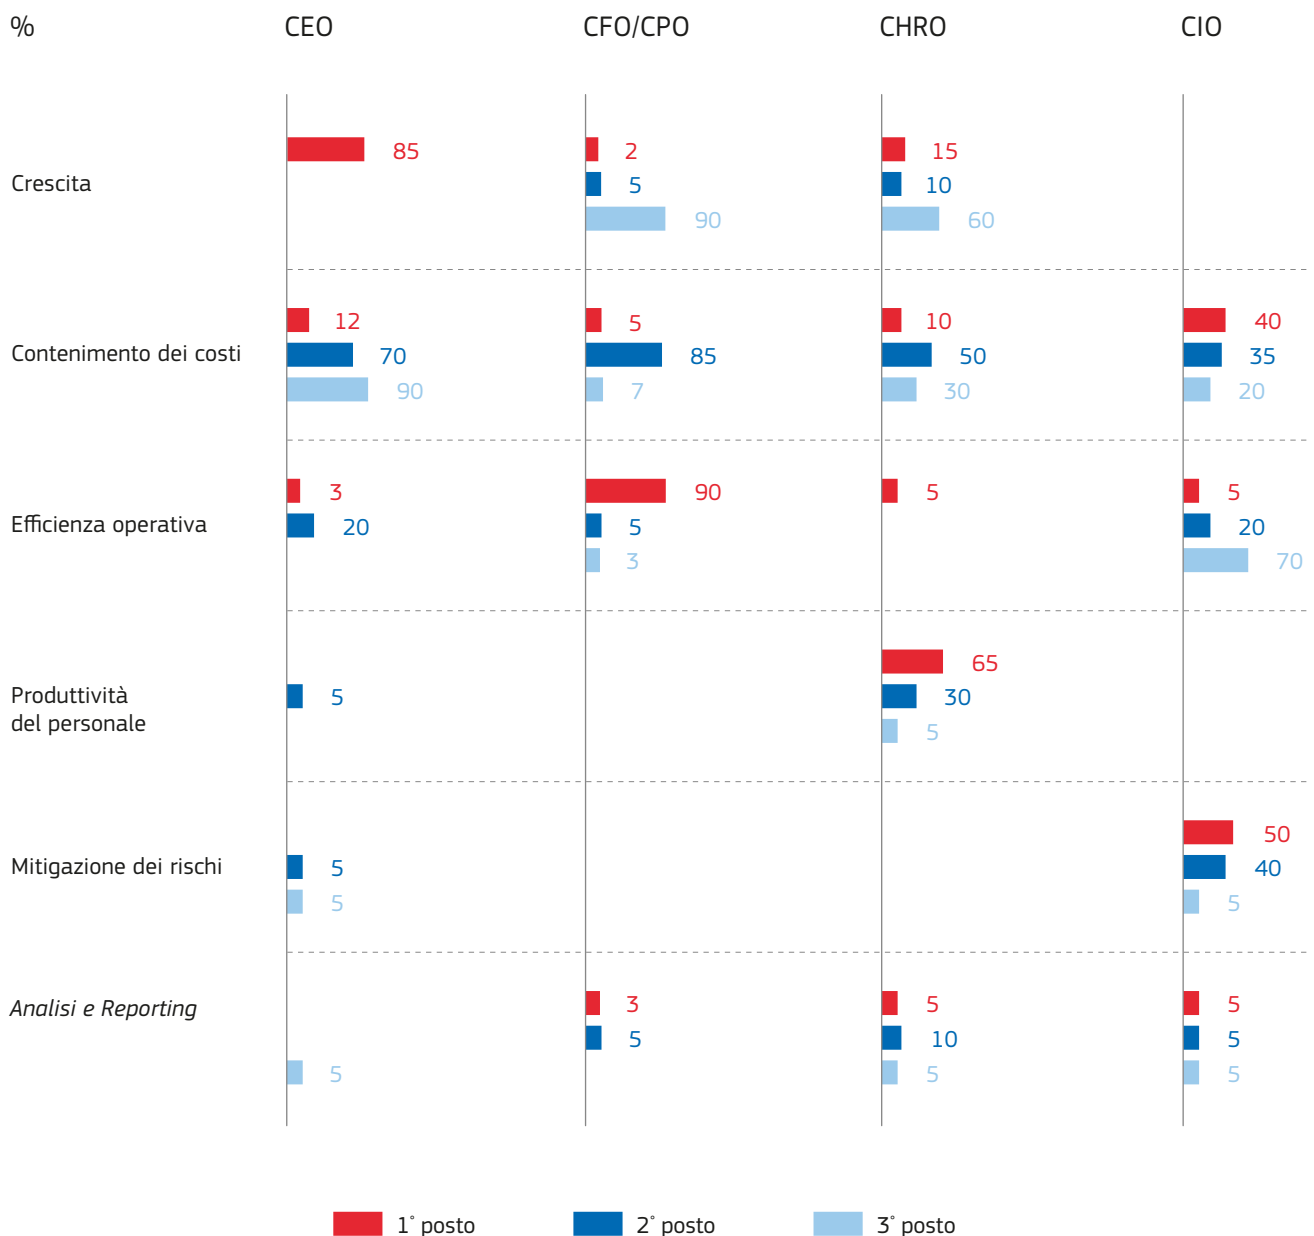 % CEO CFO/CPO CHRO CIO
85 2 15
Crescita 5 10
90 60
12 5 10 40
Contenimento dei costi 70 85 50 35
90 7 30 20
3 90 5 5
Efficienza operativa 20 5 20
3 70
65
Produttività 5 30
del personale 5
50
Mitigazione dei rischi 5 40
5 5
Analisi e Reporting 3 5 5
5 10 5
5 5 5
1° posto 2° posto 3° posto